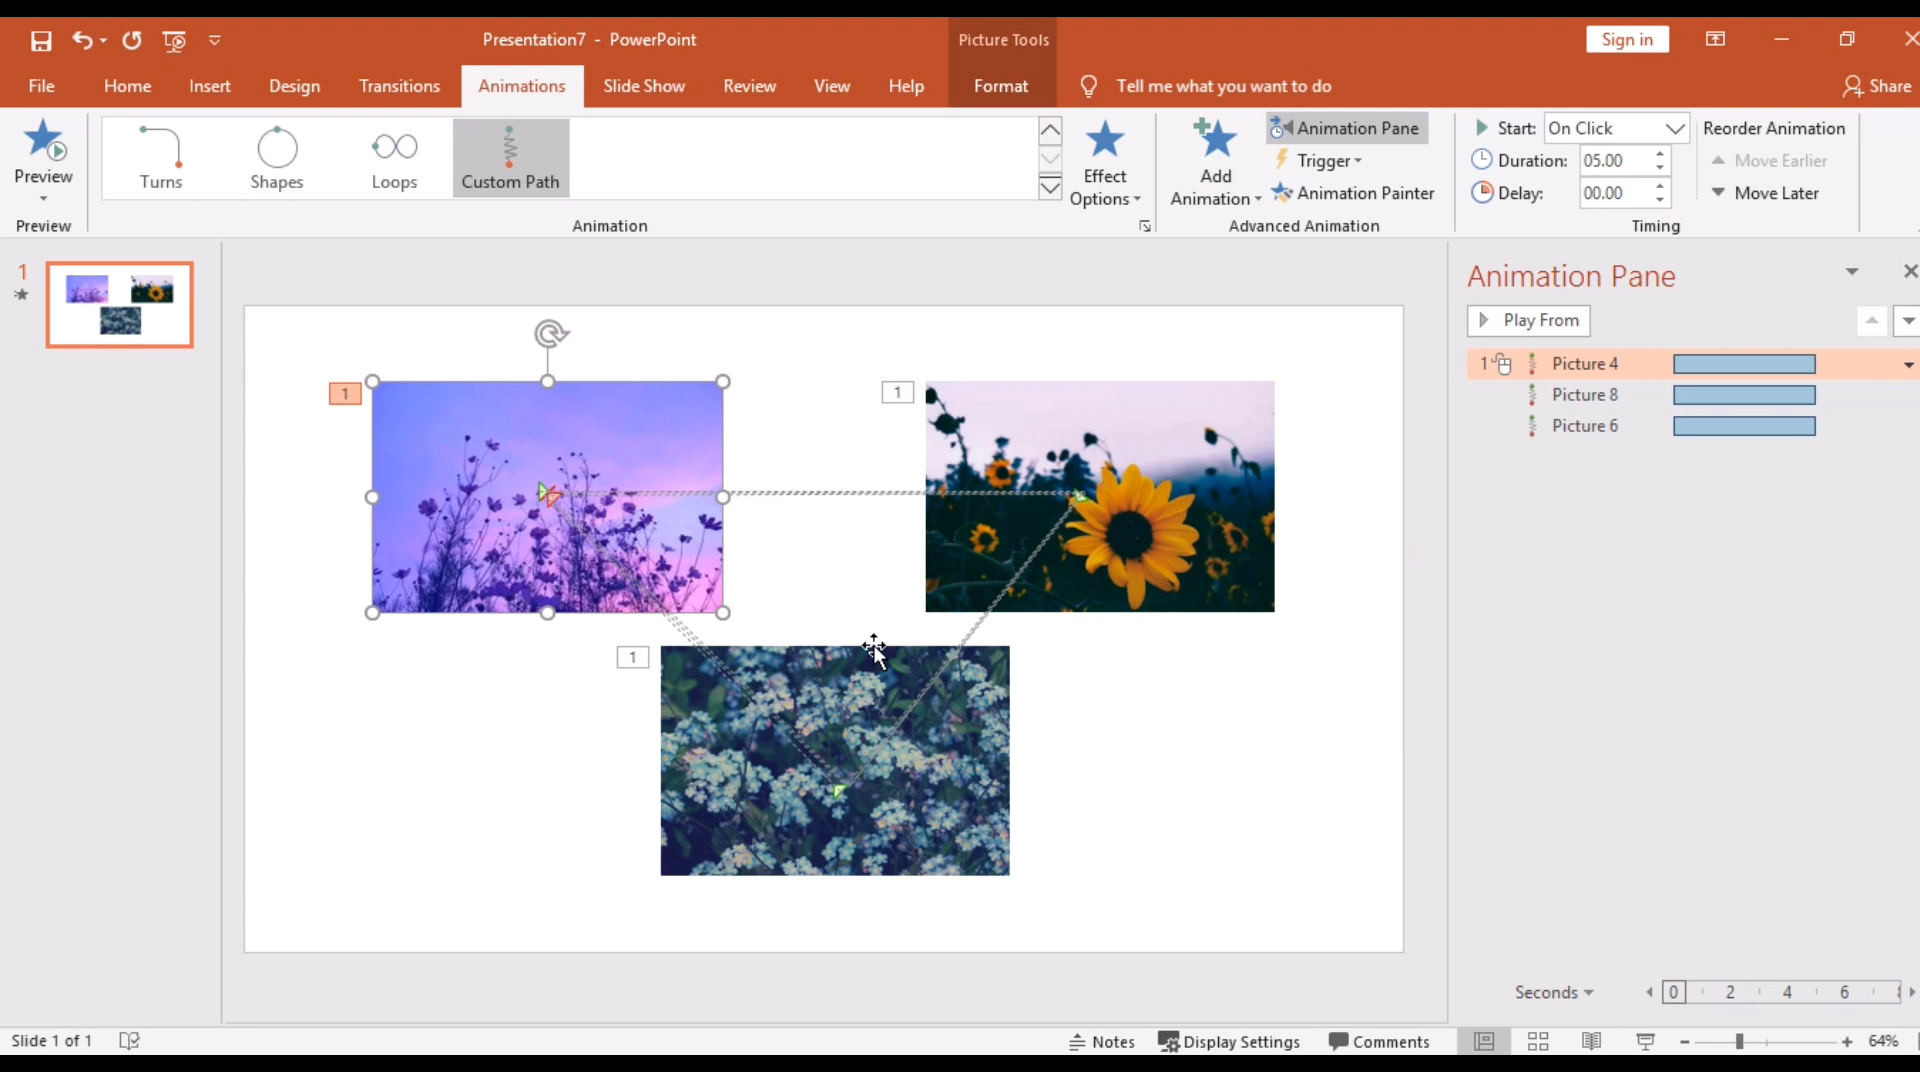 Presentation7 - PowerPoint
Picture Tools
Sign in
File
Home
Insert
Design
Transitions
Animations
Slide Show
Review
View
Help
Format
Tell me what you want to do
Share
Preview
Preview
Turns
Shapes
Loops
Custom Path
Animation
Effect
Options
Add
Animation
Animation Pane
Trigger
Animation Painter
Advanced Animation
Start: On Click
Duration: 05.00
Delay: 00.00
Timing
Reorder Animation
Move Earlier
Move Later
1
1
1
1
Animation Pane
Play From
1 Picture 4
Picture 8
Picture 6
Seconds 0 2 4 6
Slide 1 of 1
Notes
Display Settings
Comments
64%